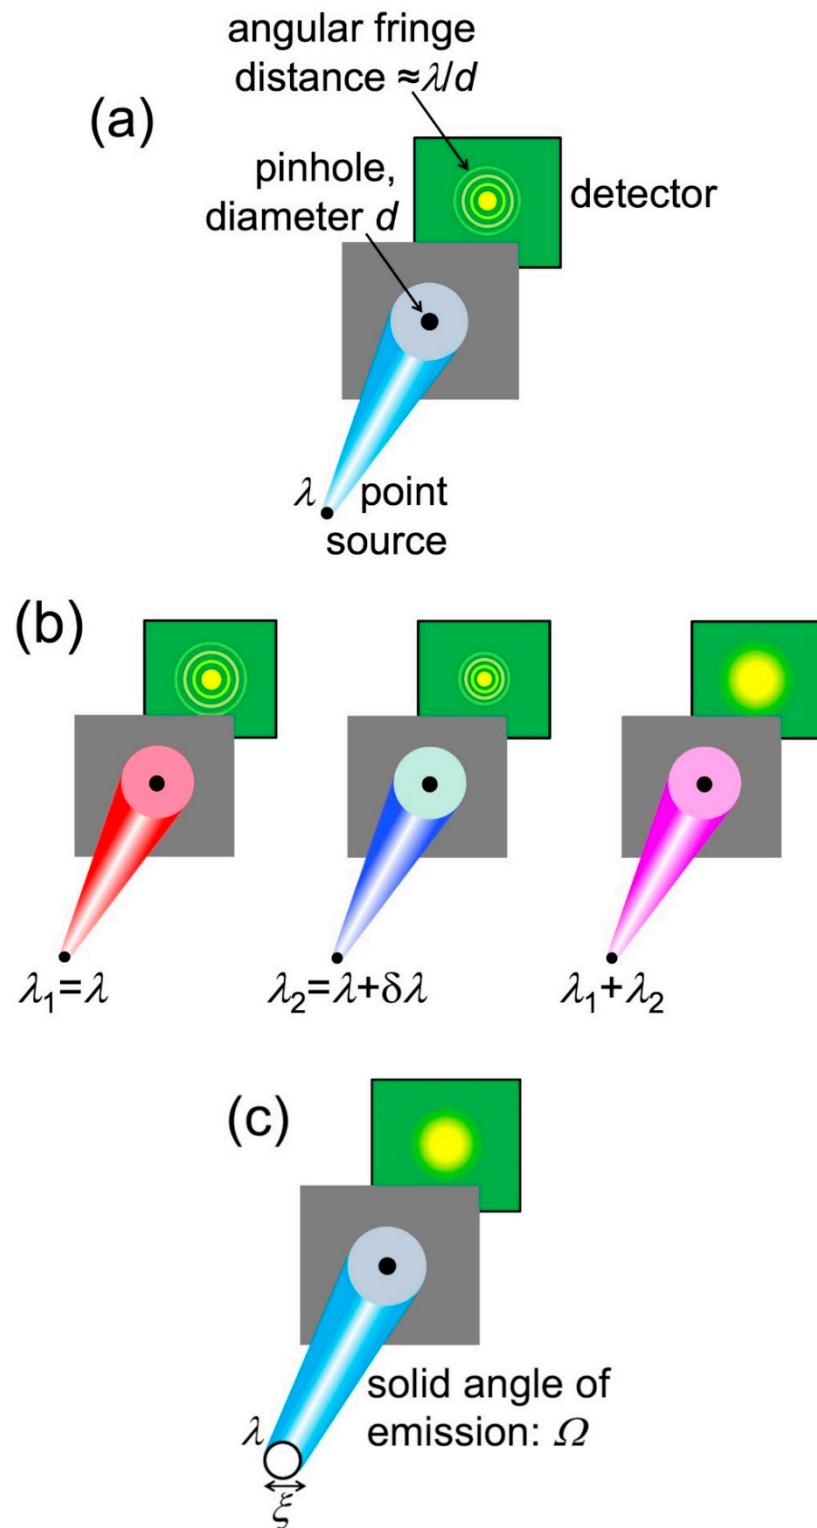 angular fringe
distance ≈λ/d
(a)
pinhole,
diameter d
detector
λ
point
source
(b)
λ₁=λ
λ₂=λ+δλ
λ₁+λ₂
(c)
solid angle of
emission: Ω
λ
ξ